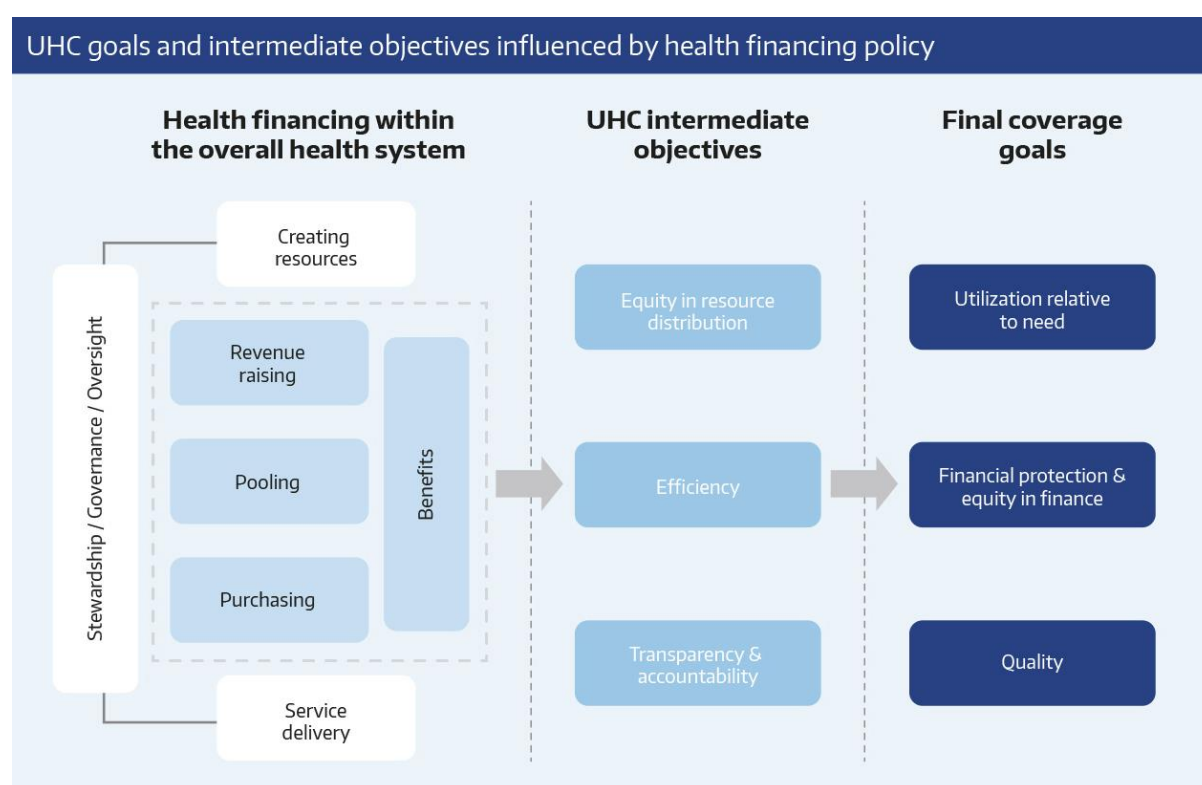 UHC goals and intermediate objectives influenced by health financing policy
Health financing within
the overall health system
UHC intermediate
objectives
Final coverage
goals
Stewardship / Governance / Oversight
Creating
resources
Revenue
raising
Pooling
Purchasing
Benefits
Service
delivery
Equity in resource
distribution
Efficiency
Transparency &
accountability
Utilization relative
to need
Financial protection &
equity in finance
Quality